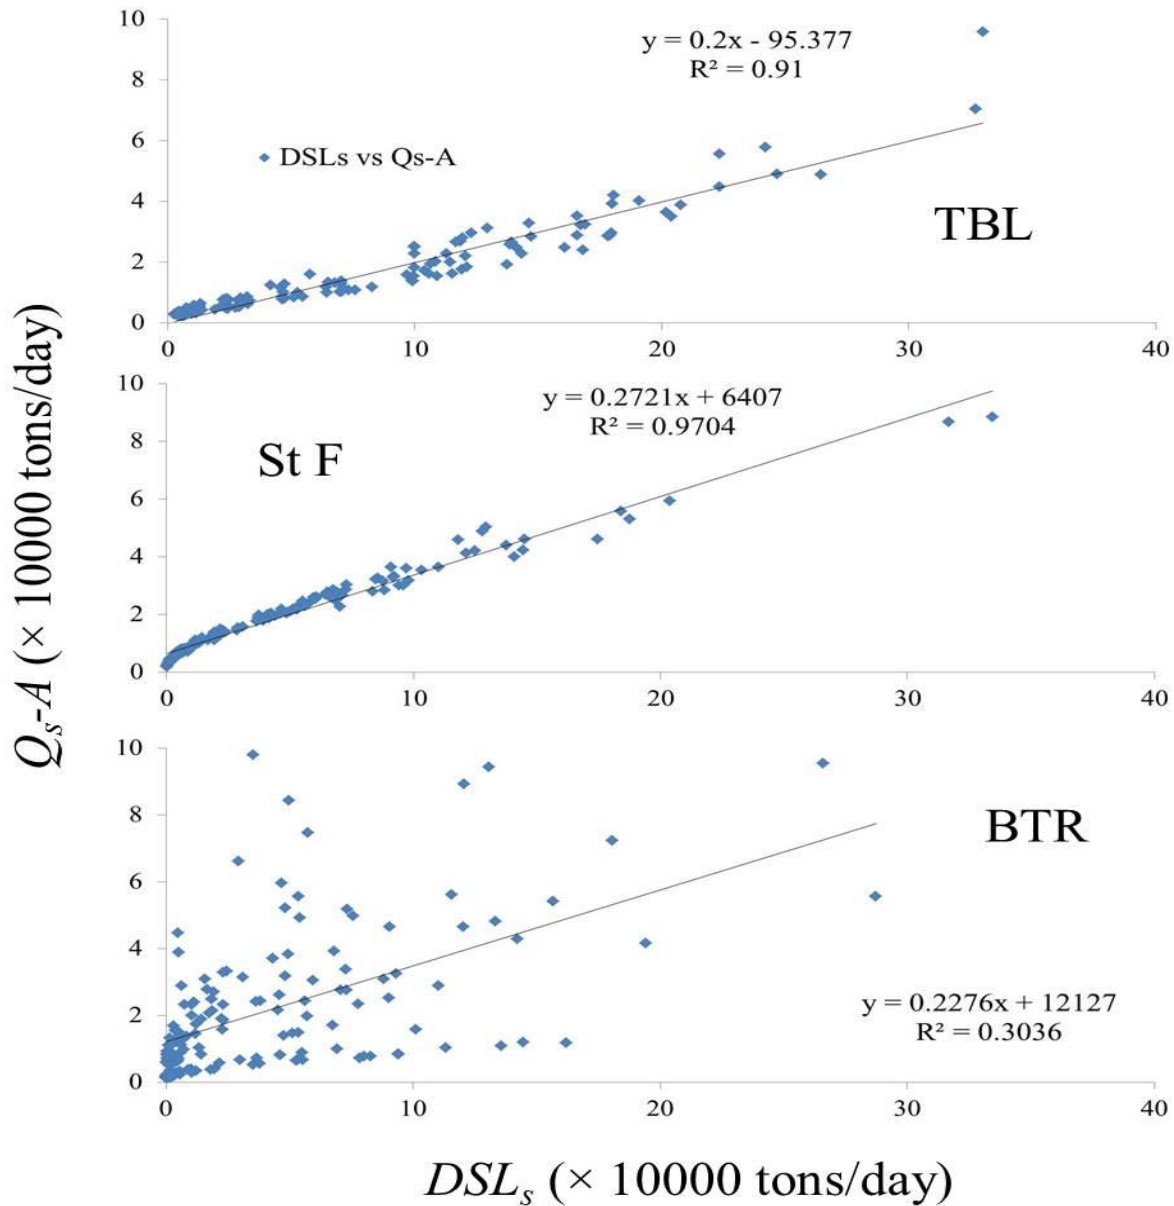 10
y = 0.2x - 95.377
R² = 0.91
8
6
DSLs vs Qs-A
4
TBL
2
0
0 10 20 30 40
10
y = 0.2721x + 6407
R² = 0.9704
8
St F
6
4
2
0
0 10 20 30 40
Qs-A (× 10000 tons/day)
10
8
BTR
6
4
2
y = 0.2276x + 12127
R² = 0.3036
0
0 10 20 30 40
DSLs (× 10000 tons/day)